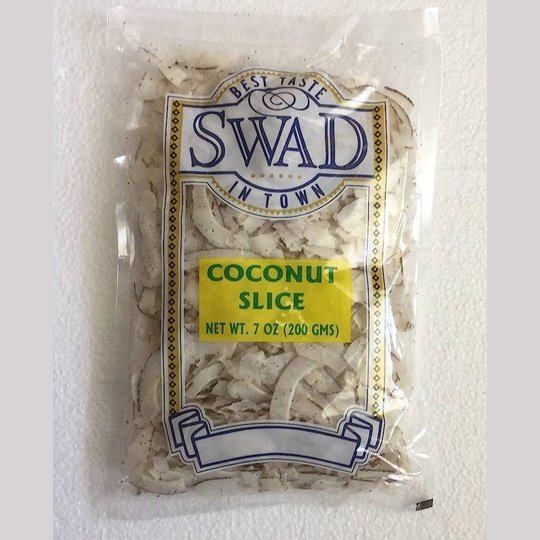 BEST TASTE
SWAD
IN TOWN
COCONUT
SLICE
NET WT. 7 OZ (200 GMS)